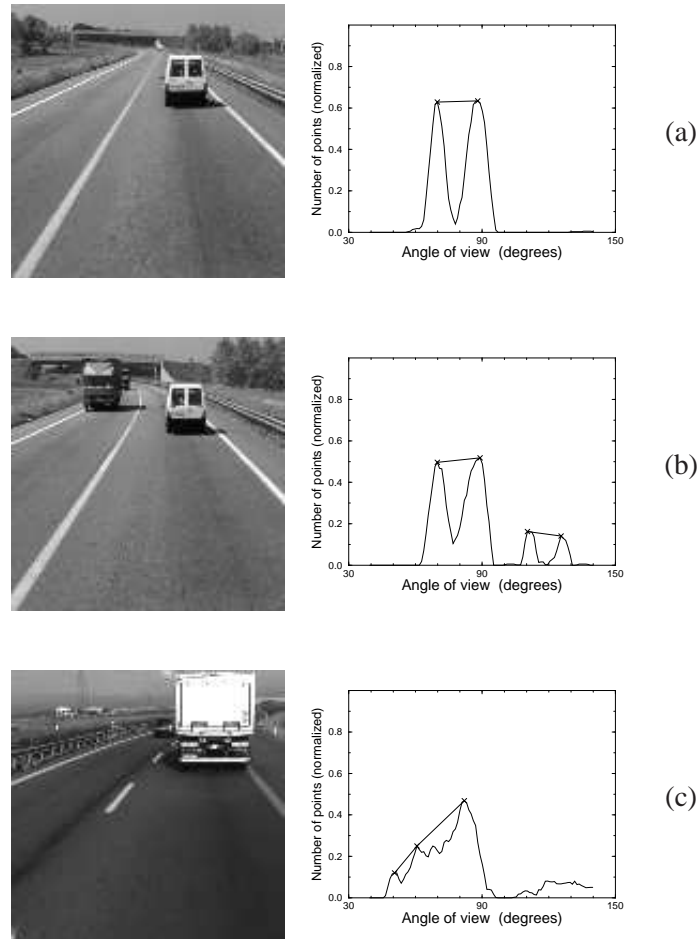 Number of points (normalized)
0.8
0.6
0.4
0.2
0.0
30 90 150
Angle of view (degrees)
(a)
Number of points (normalized)
0.8
0.6
0.4
0.2
0.0
30 90 150
Angle of view (degrees)
(b)
Number of points (normalized)
0.8
0.6
0.4
0.2
0.0
30 90 150
Angle of view (degrees)
(c)